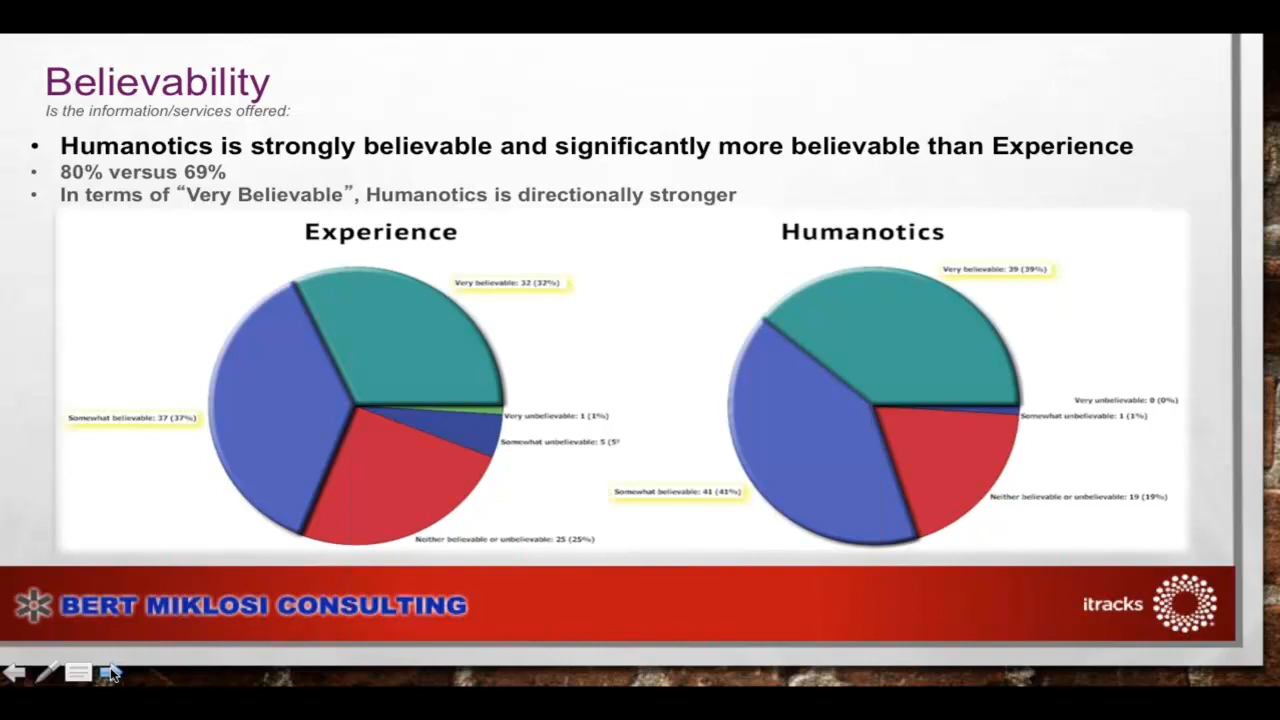 Believability
Is the information/services offered:
• Humanotics is strongly believable and significantly more believable than Experience
• 80% versus 69%
• In terms of “Very Believable”, Humanotics is directionally stronger
Experience
Very believable: 32 (32%)
Somewhat believable: 37 (37%)
Very unbelievable: 1 (1%)
Somewhat unbelievable: 5 (5
Neither believable or unbelievable: 25 (25%)
Humanotics
Very believable: 39 (39%)
Very unbelievable: 0 (0%)
Somewhat unbelievable: 1 (1%)
Somewhat believable: 41 (41%)
Neither believable or unbelievable: 19 (19%)
BERT MIKLOSI CONSULTING
itracks